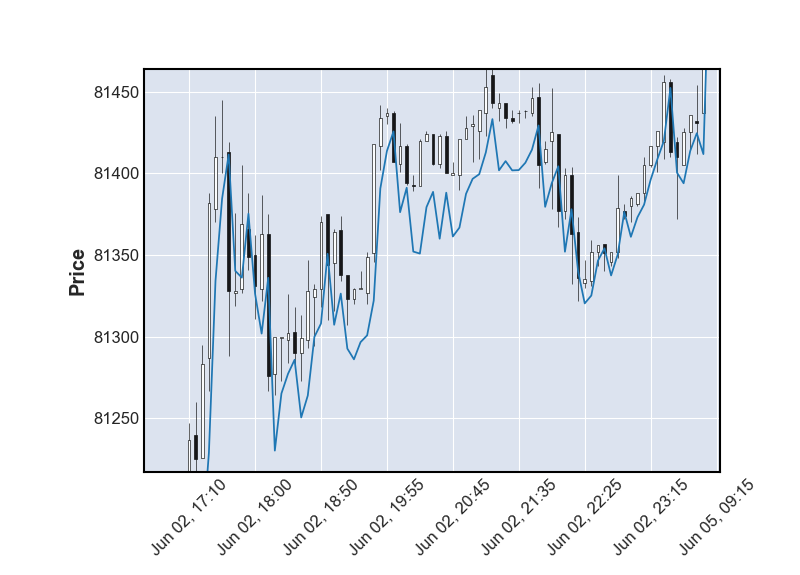 81450
81400
81350
81300
81250
Price
Jun 02, 17:10
Jun 02, 18:00
Jun 02, 18:50
Jun 02, 19:55
Jun 02, 20:45
Jun 02, 21:35
Jun 02, 22:25
Jun 02, 23:15
Jun 05, 09:15